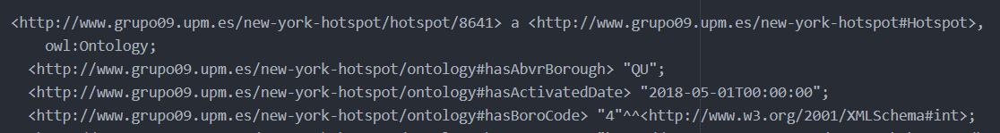 <http://www.grupo09.upm.es/new-york-hotspot/hotspot/8641> a <http://www.grupo09.upm.es/new-york-hotspot#Hotspot>,
owl:Ontology;
<http://www.grupo09.upm.es/new-york-hotspot/ontology#hasAbvrBorough> "QU";
<http://www.grupo09.upm.es/new-york-hotspot/ontology#hasActivatedDate> "2018-05-01T00:00:00";
<http://www.grupo09.upm.es/new-york-hotspot/ontology#hasBoroCode> "4"^^<http://www.w3.org/2001/XMLSchema#int>;